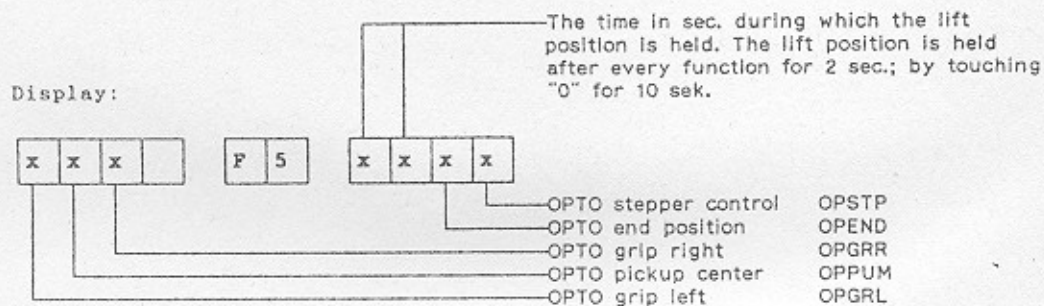 The time in sec. during which the lift
position is held. The lift position is held
after every function for 2 sec.; by touching
"0" for 10 sek.
Display:
x x x F 5 x x x x
OPTO stepper control OPSTP
OPTO end position OPEND
OPTO grip right OPGRR
OPTO pickup center OPPUM
OPTO grip left OPGRL